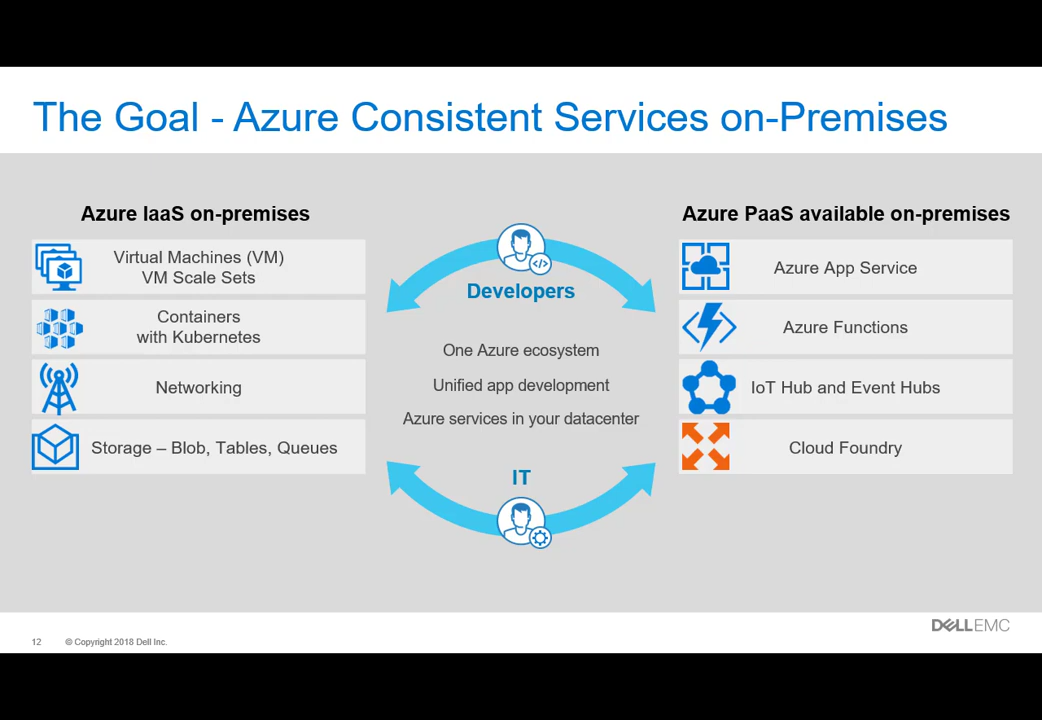 The Goal - Azure Consistent Services on-Premises
Azure IaaS on-premises
Virtual Machines (VM)
VM Scale Sets
Containers
with Kubernetes
Networking
Storage – Blob, Tables, Queues
Developers
One Azure ecosystem
Unified app development
Azure services in your datacenter
IT
Azure PaaS available on-premises
Azure App Service
Azure Functions
IoT Hub and Event Hubs
Cloud Foundry
12 © Copyright 2018 Dell Inc.
DELLEMC